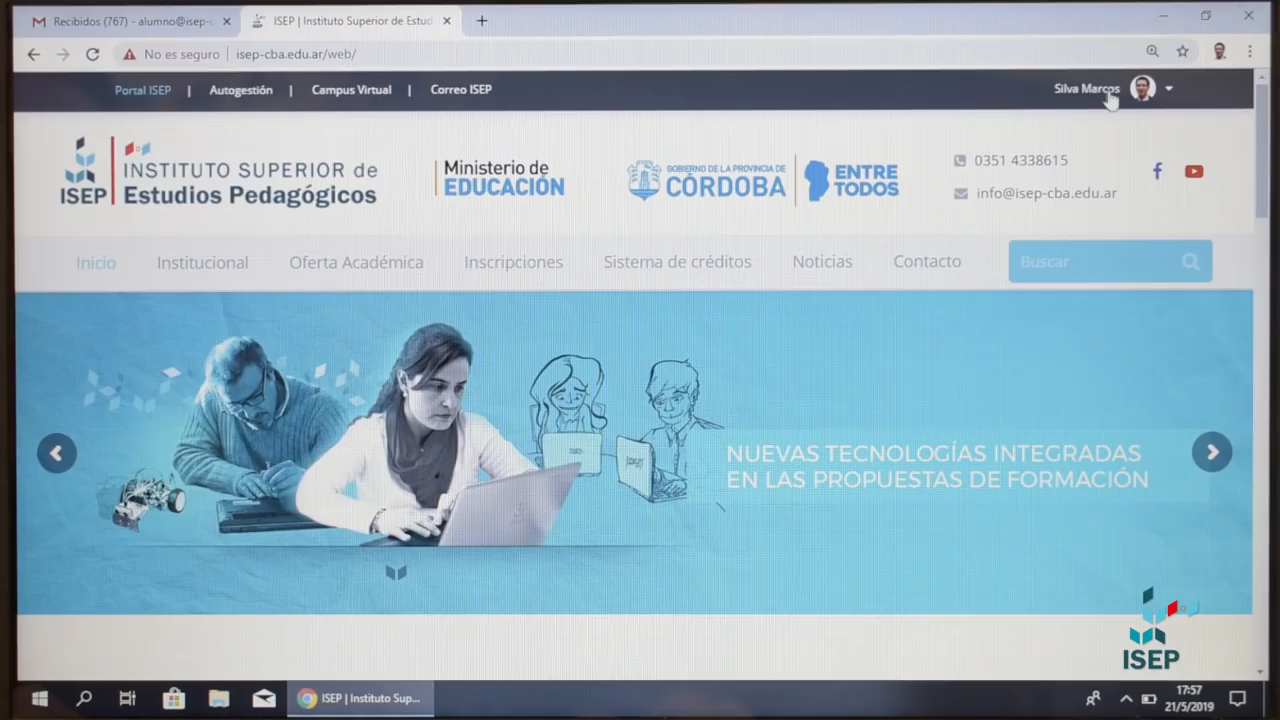 Recibidos (767) - alumno@isep-c
ISEP | Instituto Superior de Estud
No es seguro | isep-cba.edu.ar/web/
Portal ISEP | Autogestión | Campus Virtual | Correo ISEP
Silva Marcos
ISEP
INSTITUTO SUPERIOR de
Estudios Pedagógicos
Ministerio de
EDUCACIÓN
GOBIERNO DE LA PROVINCIA DE
CÓRDOBA
ENTRE
TODOS
0351 4338615
info@isep-cba.edu.ar
Inicio Institucional Oferta Académica Inscripciones Sistema de créditos Noticias Contacto
Buscar
NUEVAS TECNOLOGÍAS INTEGRADAS
EN LAS PROPUESTAS DE FORMACIÓN
ISEP
ISEP | Instituto Sup...
17:57
21/5/2019